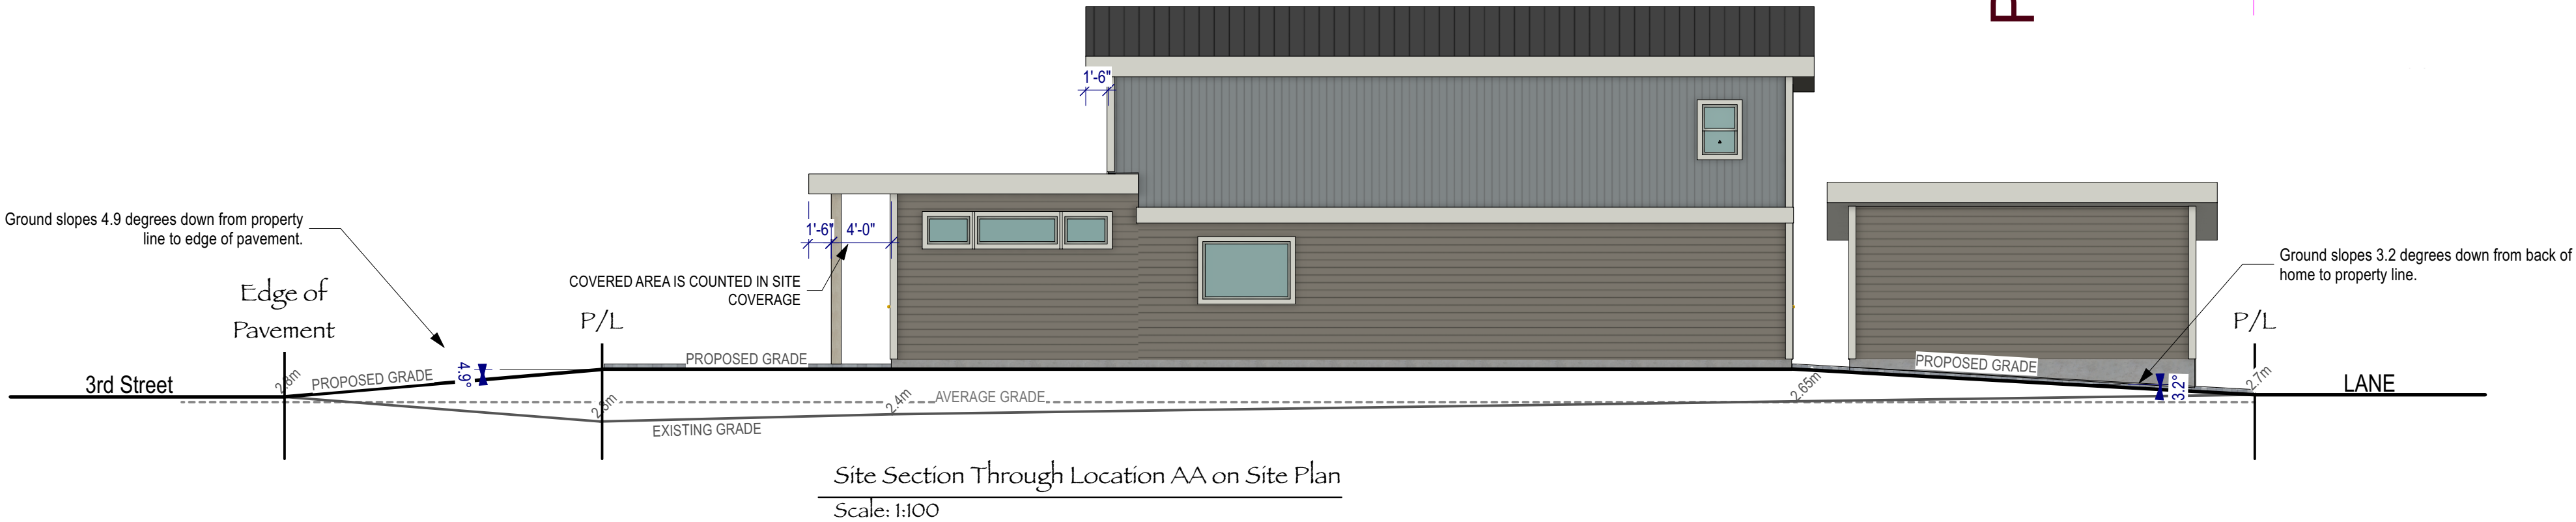 P
1'-6"
1'-6"
4'-0"
Ground slopes 4.9 degrees down from property
line to edge of pavement.
COVERED AREA IS COUNTED IN SITE
COVERAGE
Ground slopes 3.2 degrees down from back of
home to property line.
Edge of
Pavement
P/L
P/L
3rd Street
2.8m
PROPOSED GRADE
4.9°
PROPOSED GRADE
PROPOSED GRADE
3.2°
2.7m
LANE
2.3m
2.4m
AVERAGE GRADE
2.65m
EXISTING GRADE
Site Section Through Location AA on Site Plan
Scale: 1:100